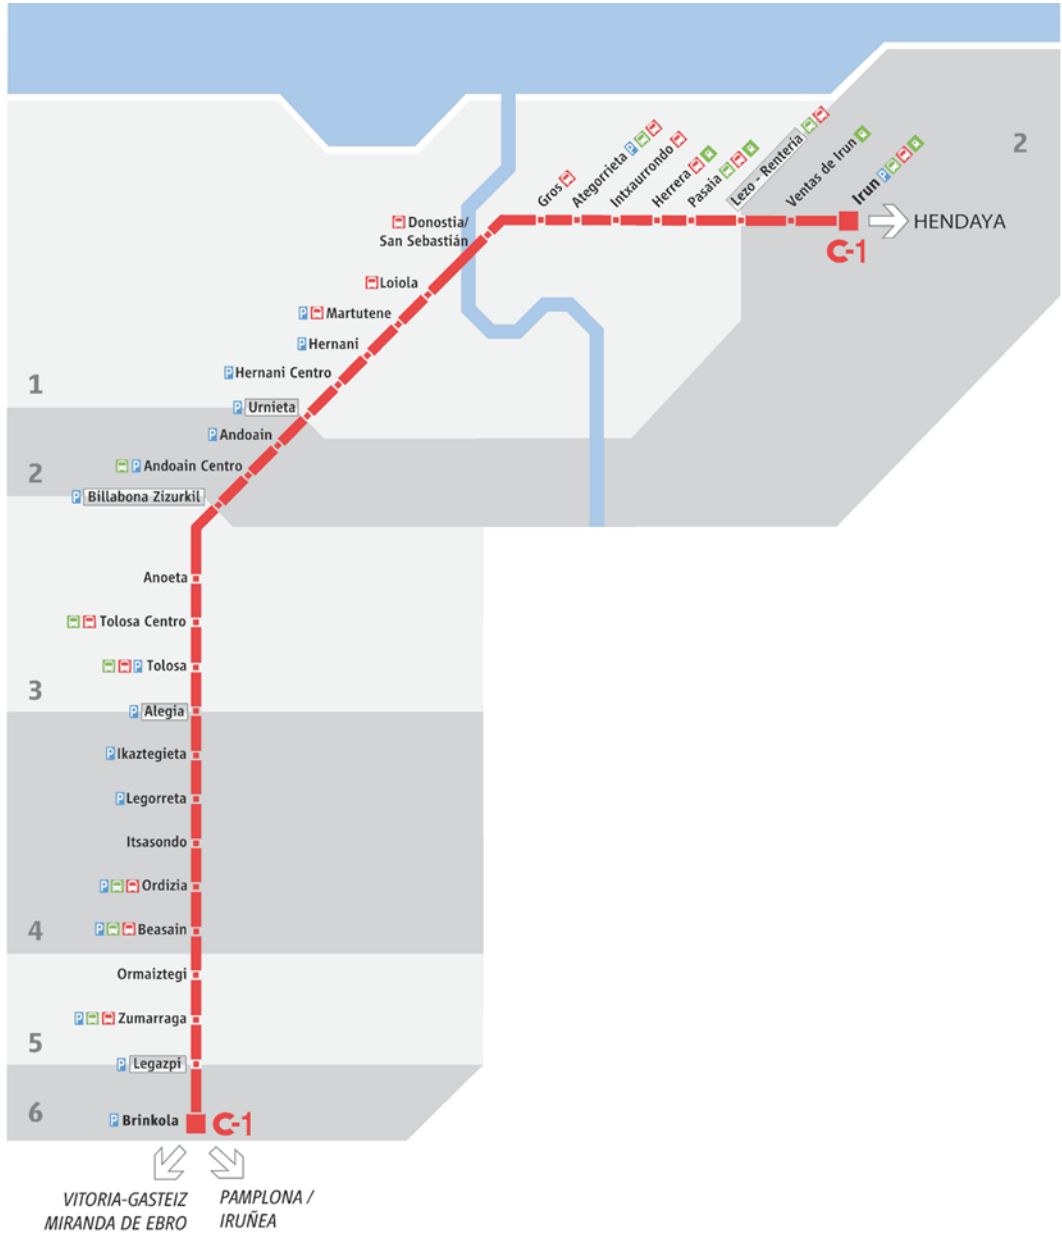 2
Gros
Ategorrieta
Intxaurrondo
Herrera
Pasaia
Lezo - Rentería
Ventas de Irun
Irun
HENDAYA
C-1
Donostia/
San Sebastián
Loiola
Martutene
Hernani
Hernani Centro
1
Urnieta
Andoain
Andoain Centro
2
Billabona Zizurkil
Anoeta
Tolosa Centro
Tolosa
3
Alegia
Ikaztegieta
Legorreta
Itsasondo
Ordizia
Beasain
4
Ormaiztegi
Zumarraga
5
Legazpi
6
Brinkola
C-1
VITORIA-GASTEIZ
MIRANDA DE EBRO
PAMPLONA /
IRUÑEA